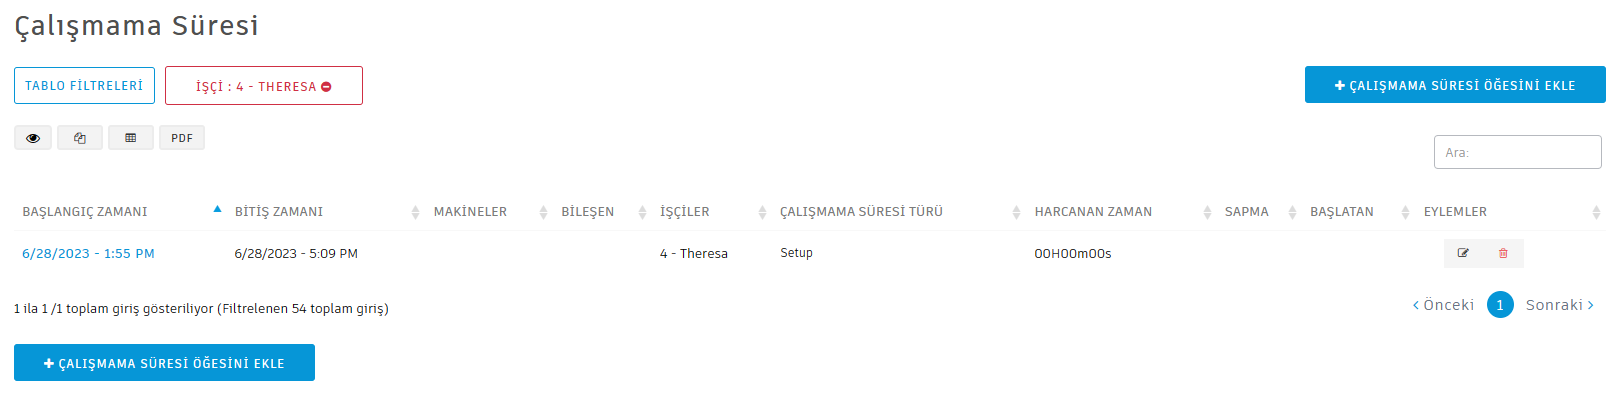 Çalışmama Süresi
TABLO FİLTRELERİ
İŞÇİ : 4 - THERESA
ÇALIŞMAMA SÜRESİ ÖĞESİNİ EKLE
PDF
Ara:
BAŞLANGIÇ ZAMANI BİTİŞ ZAMANI MAKİNELER BİLEŞEN İŞÇİLER ÇALIŞMAMA SÜRESİ TÜRÜ HARCANAN ZAMAN SAPMA BAŞLATAN EYLEMLER
6/28/2023 - 1:55 PM 6/28/2023 - 5:09 PM 4 - Theresa Setup 00H00m00s
1 ila 1 /1 toplam giriş gösteriliyor (Filtrelenen 54 toplam giriş)
Önceki 1 Sonraki
ÇALIŞMAMA SÜRESİ ÖĞESİNİ EKLE